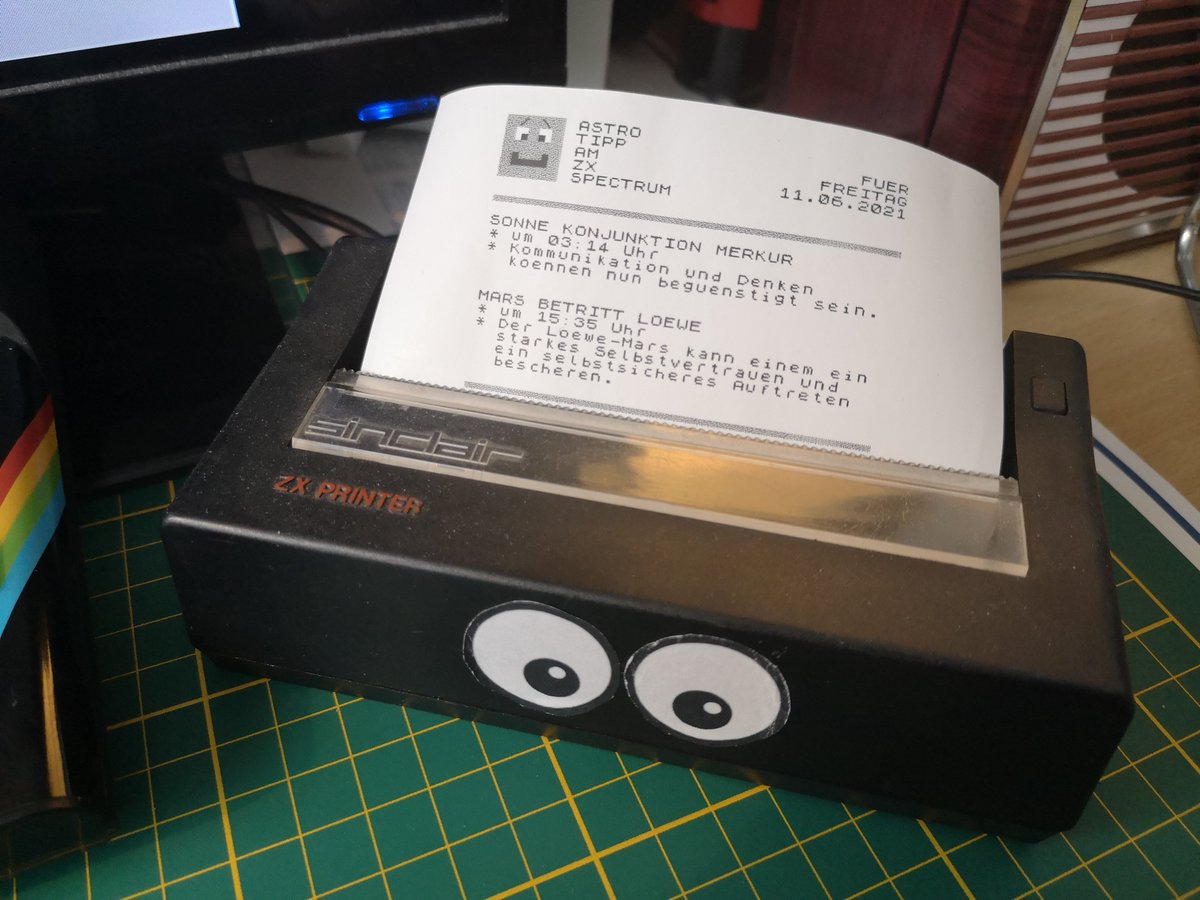 ASTRO
TIPP
AM
ZX
SPECTRUM
FUER
FREITAG
11.06.2021
SONNE KONJUNKTION MERKUR
* um 03:14 Uhr
* Kommunikation und Denken
koennen nun beguenstigt sein.
MARS BETRITT LOEWE
* um 15:35 Uhr
* Der Loewe-Mars kann einem ein
starkes Selbstvertrauen und
ein selbstsicheres Auftreten
bescheren.
sinclair
ZX PRINTER